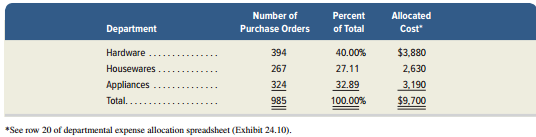 Number of Percent Allocated
Department Purchase Orders of Total Cost*
Hardware ............... 394 40.00% $3,880
Housewares .............. 267 27.11 2,630
Appliances ............... 324 32.89 3,190
Total..................... 985 100.00% $9,700
*See row 20 of departmental expense allocation spreadsheet (Exhibit 24.10).